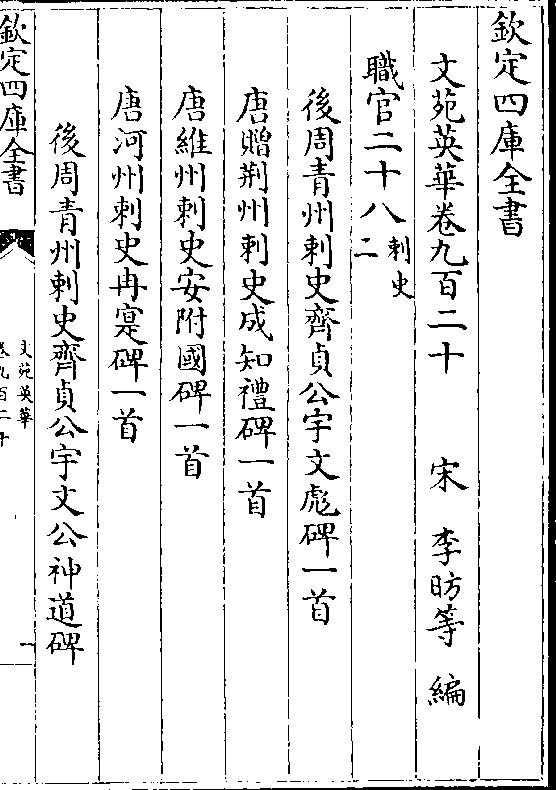 欽定四庫全書
文苑英華卷九百二十 宋 李昉等 編
職官二十八 刺史二
後周青州刺史齊貞公宇文彪碑一首
唐贈荆州刺史成知禮碑一首
唐維州刺史安附國碑一首
唐河州刺史冉寔碑一首
後周青州刺史齊貞公宇文公神道碑
欽定四庫全書
文苑英華
卷九百二十
一